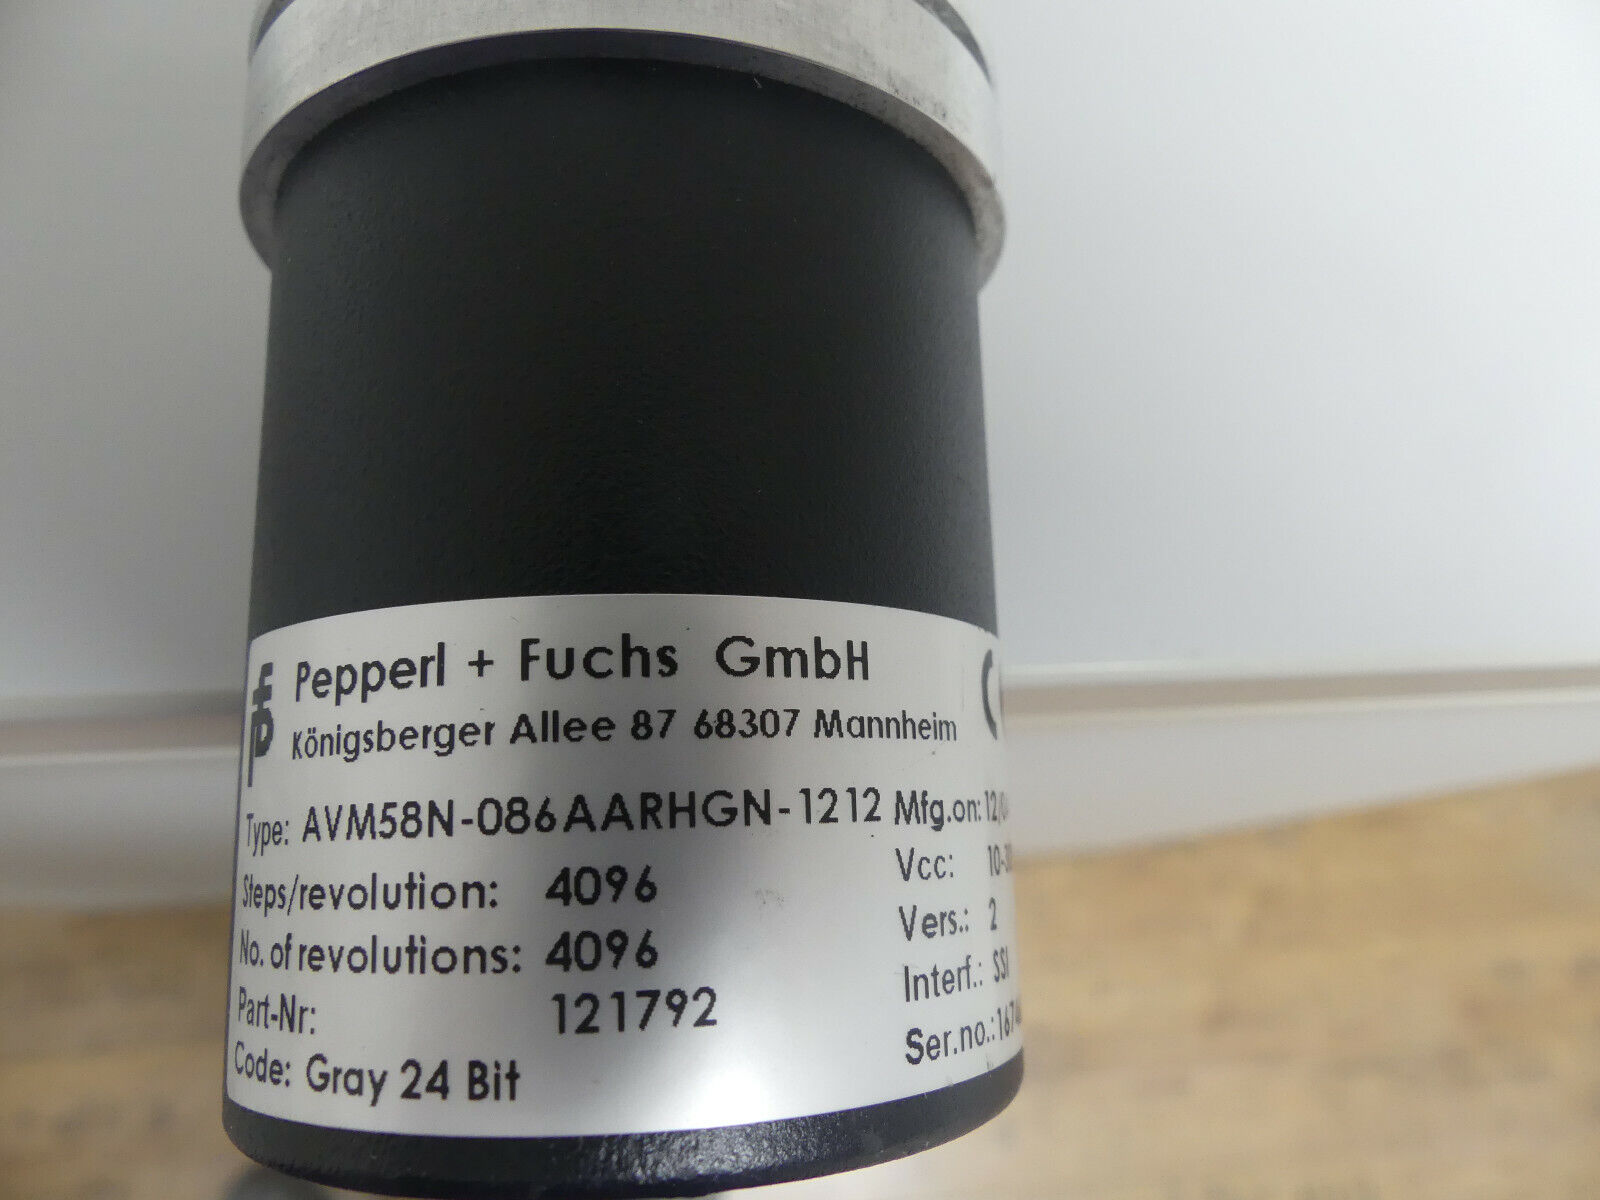 Pepperl + Fuchs GmbH
Königsberger Allee 87 68307 Mannheim
Type: AVM58N-086AARHGN-1212 Mfg.on:
Steps/revolution: 4096 Vcc:
No. of revolutions: 4096 Vers.: 2
Part-Nr: 121792 Interf.: SSI
Code: Gray 24 Bit Ser.no.: